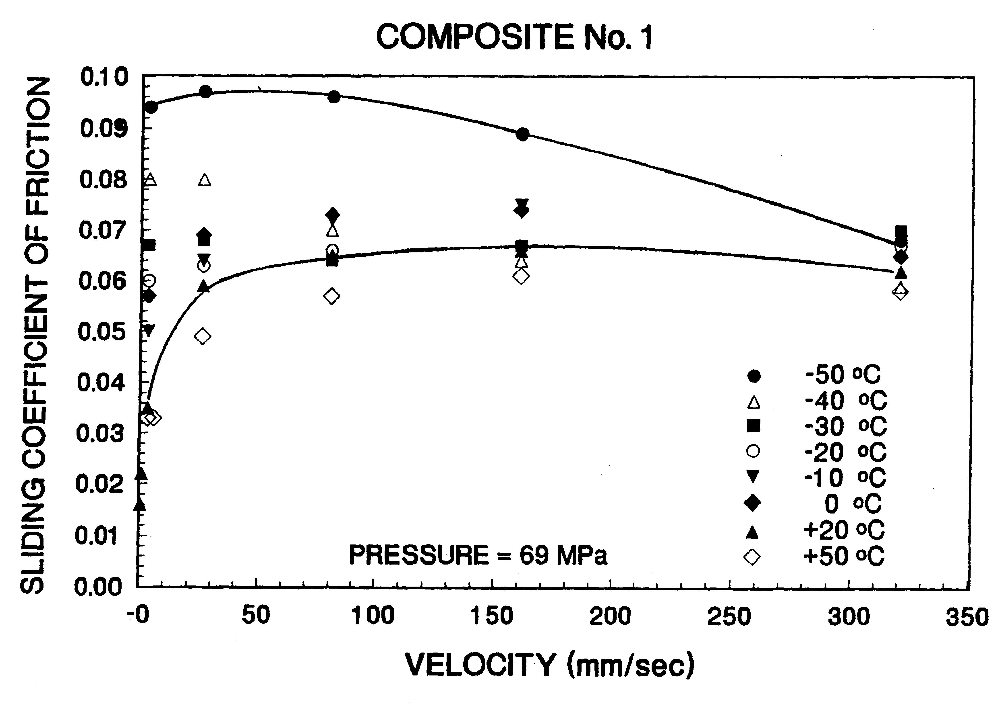 COMPOSITE No. 1
SLIDING COEFFICIENT OF FRICTION
0.10
0.09
0.08
0.07
0.06
0.05
0.04
0.03
0.02
0.01
0.00
-50 oC
-40 oC
-30 oC
-20 oC
-10 oC
0 oC
+20 oC
+50 oC
PRESSURE = 69 MPa
-0 50 100 150 200 250 300 350
VELOCITY (mm/sec)